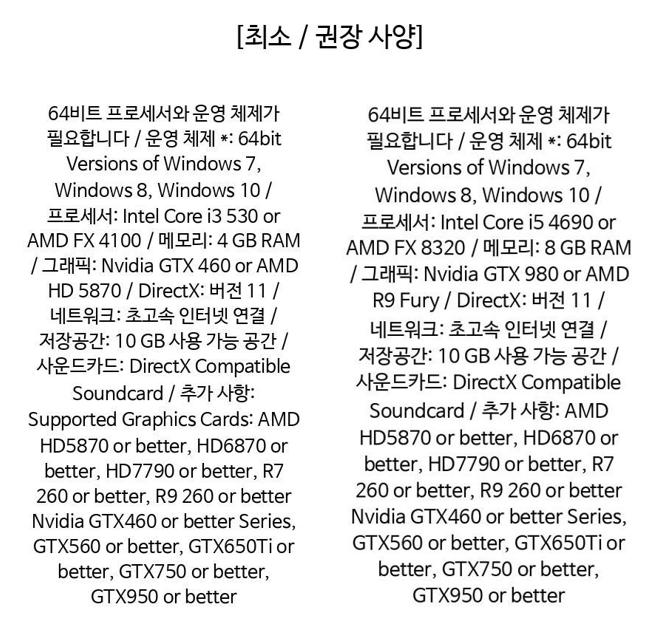 [최소 / 권장 사양]
64비트 프로세서와 운영 체제가
필요합니다 / 운영 체제 *: 64bit
Versions of Windows 7,
Windows 8, Windows 10 /
프로세서: Intel Core i3 530 or
AMD FX 4100 / 메모리: 4 GB RAM
/ 그래픽: Nvidia GTX 460 or AMD
HD 5870 / DirectX: 버전 11 /
네트워크: 초고속 인터넷 연결 /
저장공간: 10 GB 사용 가능 공간 /
사운드카드: DirectX Compatible
Soundcard / 추가 사항:
Supported Graphics Cards: AMD
HD5870 or better, HD6870 or
better, HD7790 or better, R7
260 or better, R9 260 or better
Nvidia GTX460 or better Series,
GTX560 or better, GTX650Ti or
better, GTX750 or better,
GTX950 or better
64비트 프로세서와 운영 체제가
필요합니다 / 운영 체제 *: 64bit
Versions of Windows 7,
Windows 8, Windows 10 /
프로세서: Intel Core i5 4690 or
AMD FX 8320 / 메모리: 8 GB RAM
/ 그래픽: Nvidia GTX 980 or AMD
R9 Fury / DirectX: 버전 11 /
네트워크: 초고속 인터넷 연결 /
저장공간: 10 GB 사용 가능 공간 /
사운드카드: DirectX Compatible
Soundcard / 추가 사항: AMD
HD5870 or better, HD6870 or
better, HD7790 or better, R7
260 or better, R9 260 or better
Nvidia GTX460 or better Series,
GTX560 or better, GTX650Ti or
better, GTX750 or better,
GTX950 or better